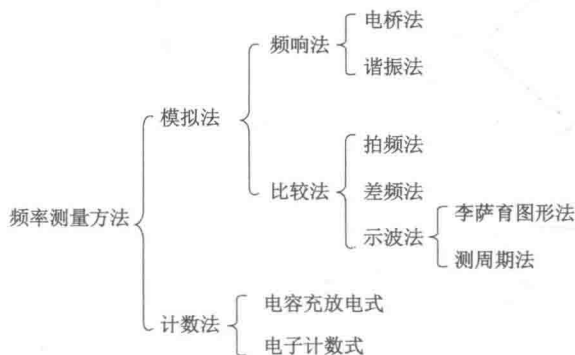 频率测量方法
模拟法
频响法
电桥法
谐振法
比较法
拍频法
差频法
示波法
李萨育图形法
测周期法
计数法
电容充放电式
电子计数式